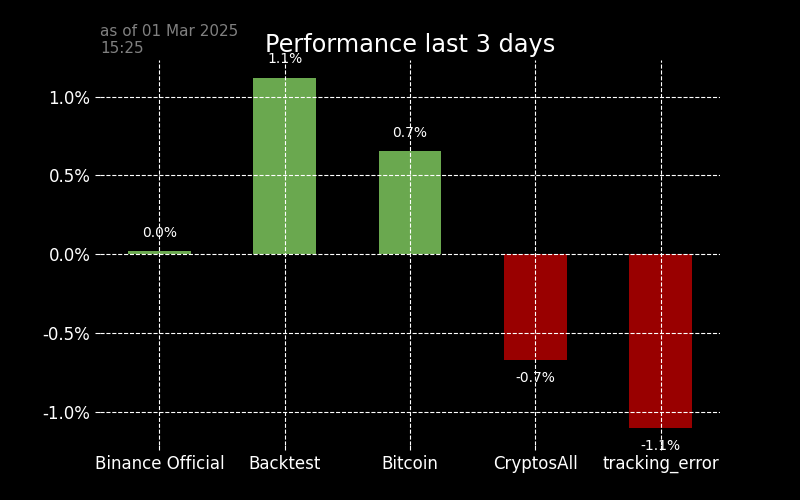 as of 01 Mar 2025
15:25
Performance last 3 days
1.1%
1.0%
0.7%
0.5%
0.0%
0.0%
-0.5%
-0.7%
-1.0%
-1.1%
Binance Official
Backtest
Bitcoin
CryptosAll
tracking_error